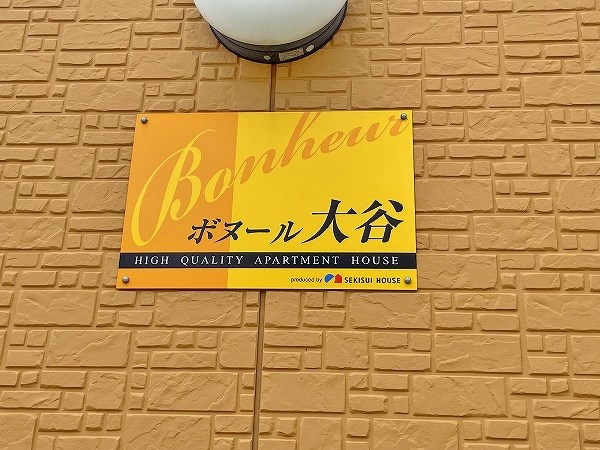 Bonheur
ボヌール大谷
HIGH QUALITY APARTMENT HOUSE
produced by SEKISUI HOUSE